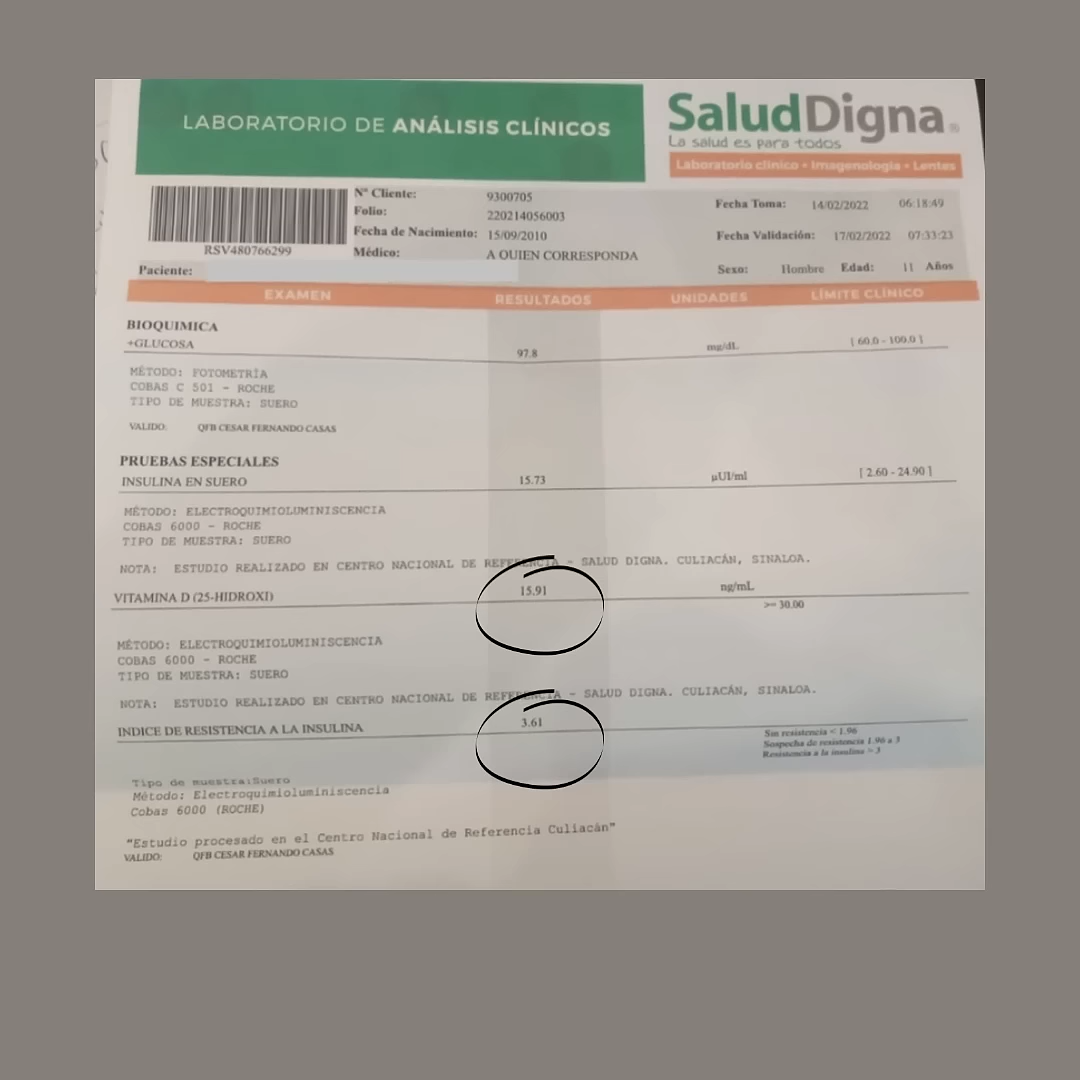 LABORATORIO DE ANÁLISIS CLÍNICOS
SaludDigna®
La salud es para todos
Laboratorio clínico • Imagenología • Lentes
RSV480766299
Nº Cliente: 9300705
Folio: 220214056003
Fecha de Nacimiento: 15/09/2010
Médico: A QUIEN CORRESPONDA
Fecha Toma: 14/02/2022 06:18:49
Fecha Validación: 17/02/2022 07:33:23
Paciente:
Sexo: Hombre Edad: 11 Años
EXAMEN RESULTADOS UNIDADES LÍMITE CLÍNICO
BIOQUIMICA
+GLUCOSA 97.8 mg/dL [ 60.0 - 100.0 ]
MÉTODO: FOTOMETRÍA
COBAS C 501 - ROCHE
TIPO DE MUESTRA: SUERO
VALIDO: QFB CESAR FERNANDO CASAS
PRUEBAS ESPECIALES
INSULINA EN SUERO 15.73 µUI/ml [ 2.60 - 24.90 ]
MÉTODO: ELECTROQUIMIOLUMINISCENCIA
COBAS 6000 - ROCHE
TIPO DE MUESTRA: SUERO
NOTA: ESTUDIO REALIZADO EN CENTRO NACIONAL DE REFERENCIA - SALUD DIGNA. CULIACÁN, SINALOA.
VITAMINA D (25-HIDROXI) 15.91 ng/mL >= 30.00
MÉTODO: ELECTROQUIMIOLUMINISCENCIA
COBAS 6000 - ROCHE
TIPO DE MUESTRA: SUERO
NOTA: ESTUDIO REALIZADO EN CENTRO NACIONAL DE REFERENCIA - SALUD DIGNA. CULIACÁN, SINALOA.
INDICE DE RESISTENCIA A LA INSULINA 3.61
Sin resistencia < 1.96
Sospecha de resistencia 1.96 a 3
Resistencia a la insulina > 3
Tipo de muestra:Suero
Método: Electroquimioluminiscencia
Cobas 6000 (ROCHE)
"Estudio procesado en el Centro Nacional de Referencia Culiacán"
VALIDO: QFB CESAR FERNANDO CASAS